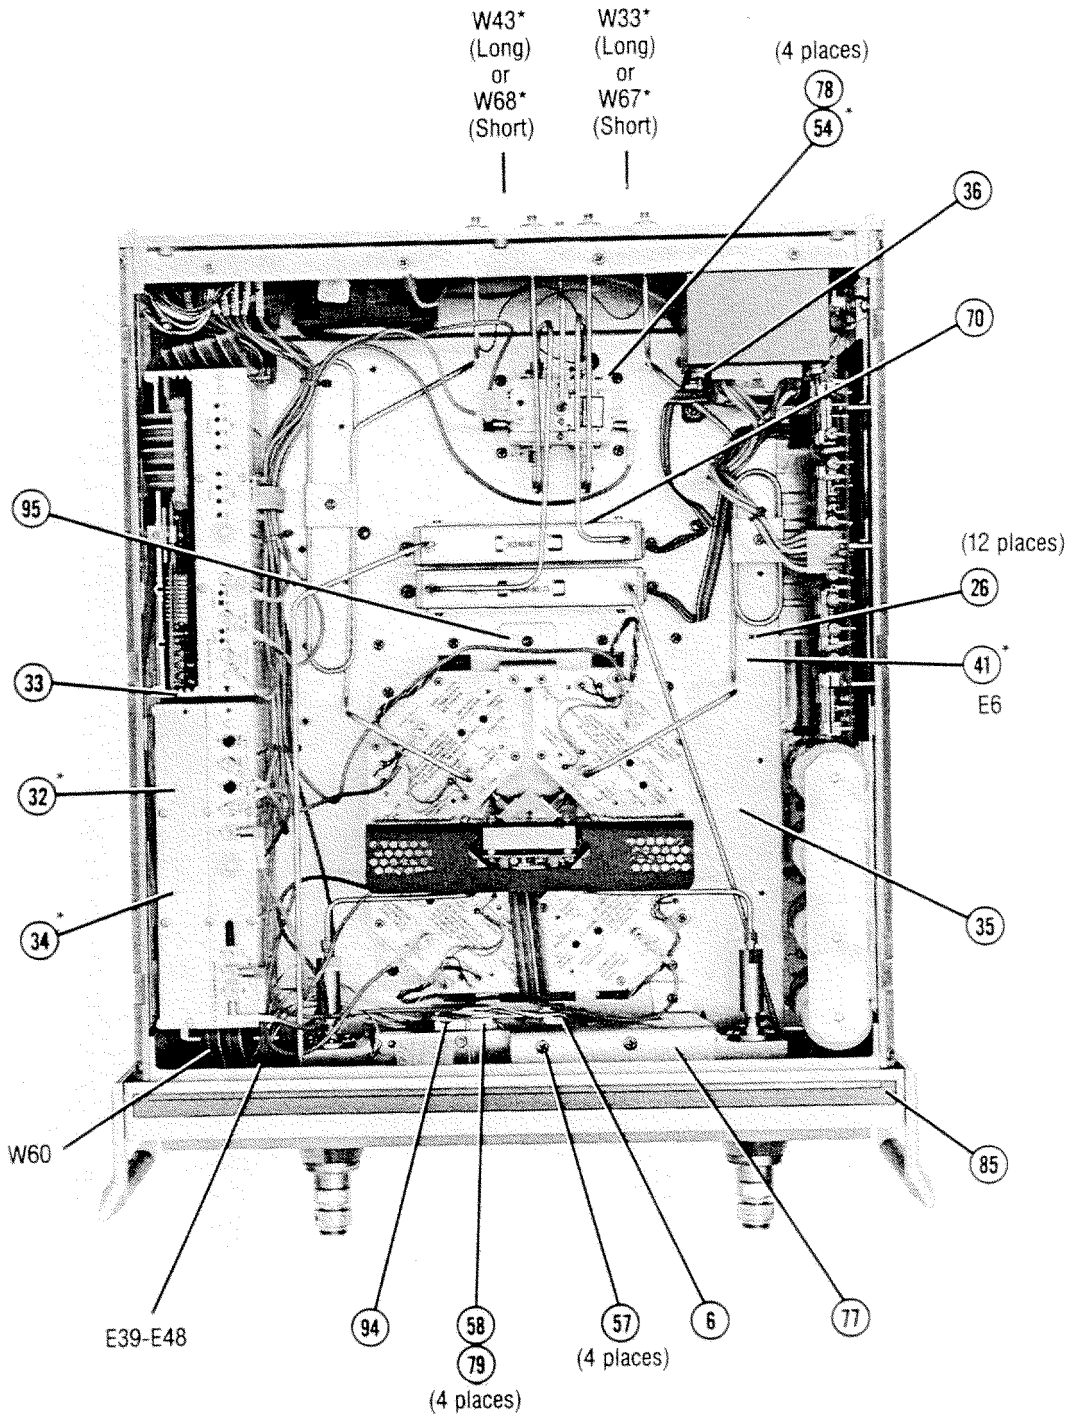 W43*
(Long)
or
W68*
(Short)
W33*
(Long)
or
W67*
(Short)
(4 places)
78
54*
36
70
95
(12 places)
26
41*
E6
33
32*
34*
35
W60
85
E39-E48
94
58
79
(4 places)
57
(4 places)
6
77